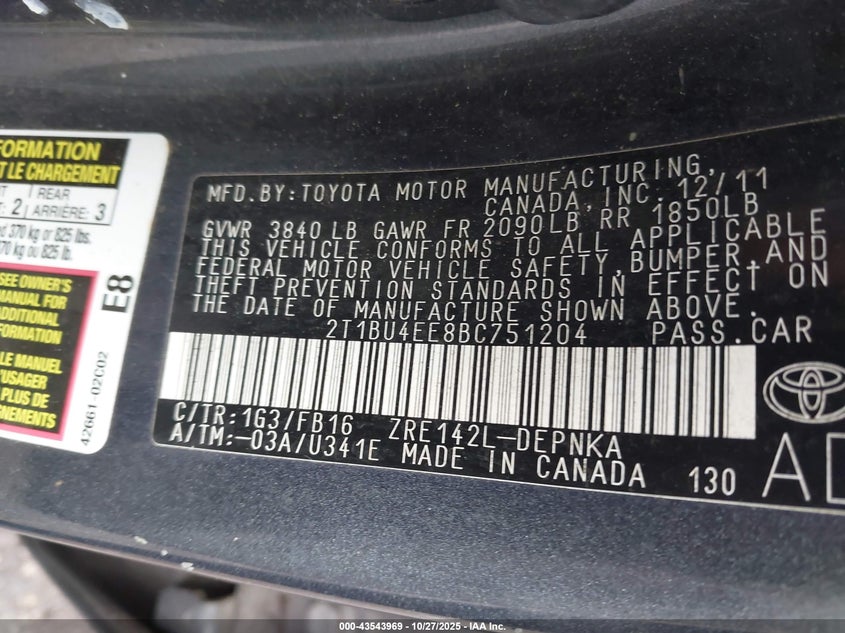 FORMATION
T LE CHARGEMENT
2
REAR
ARRIÈRE: 3
370 kg or 825 lbs.
370 kg ou 825 lb.
SEE OWNER'S
MANUAL FOR
ADDITIONAL
FORMATION
LE MANUEL
'USAGER
PLUS DE
EIGNEMENTS
E8
42661-02C02
MFD.BY:TOYOTA MOTOR MANUFACTURING,
CANADA, INC. 12/11
GVWR 3840 LB GAWR FR 2090LB RR 1850LB
THIS VEHICLE CONFORMS TO ALL APPLICABLE
FEDERAL MOTOR VEHICLE SAFETY,BUMPER,AND
THEFT PREVENTION STANDARDS IN EFFECT ON
THE DATE OF MANUFACTURE SHOWN ABOVE.
2T1BU4EE8BC751204 PASS.CAR
C/TR:1G3/FB16 ZRE142L-DEPNKA
A/TM:-03A/U341E MADE IN CANADA 130
TOYOTA
A
000-43543969 | 10/27/2025 - IAA Inc.